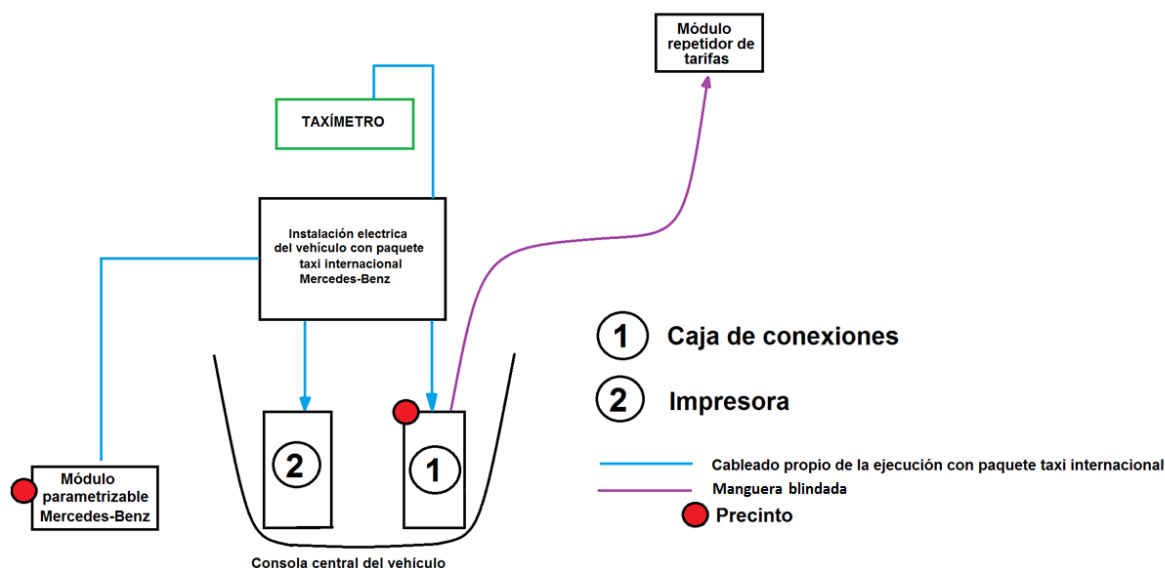 Módulo
repetidor de
tarifas
TAXÍMETRO
Instalación electrica
del vehículo con paquete
taxi internacional
Mercedes-Benz
1 Caja de conexiones
2 Impresora
2
1
Módulo
parametrizable
Mercedes-Benz
Cableado propio de la ejecución con paquete taxi internacional
Manguera blindada
Precinto
Consola central del vehículo